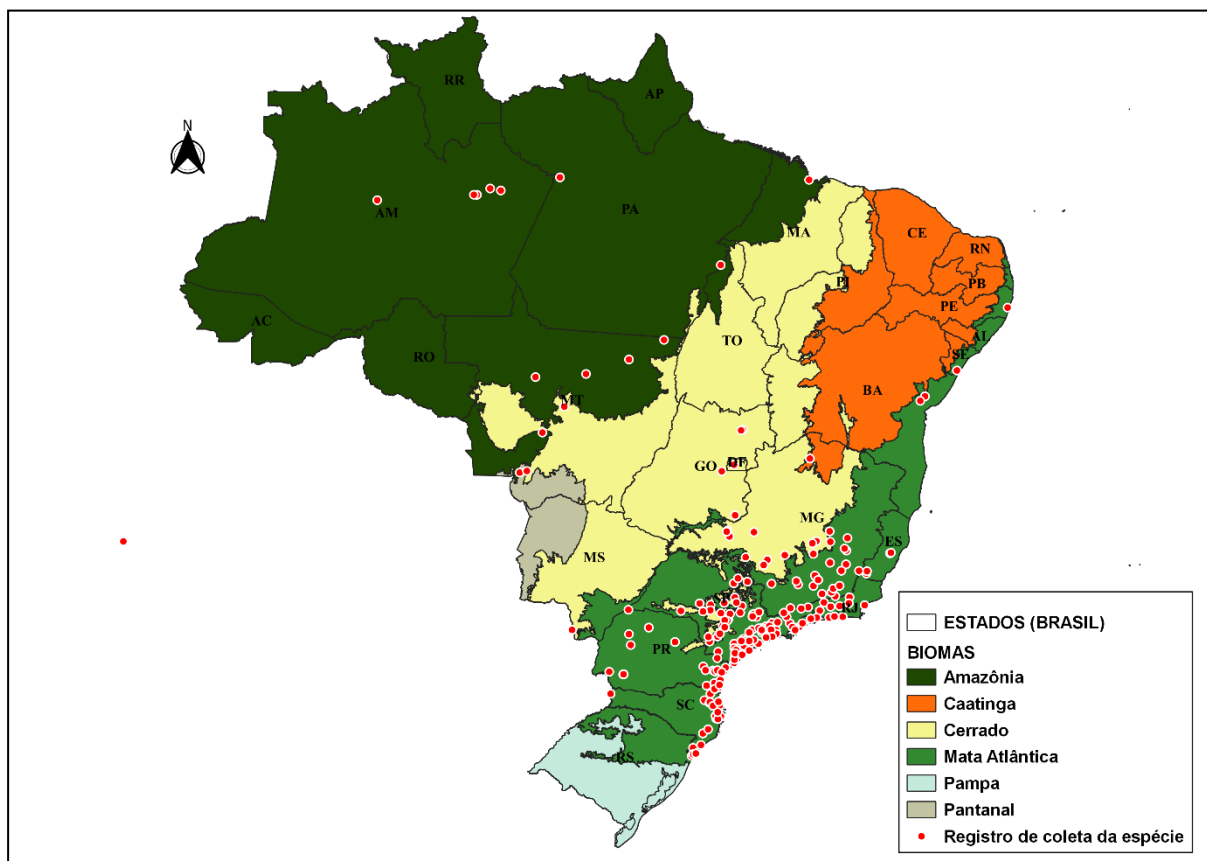 N
RR
AP
AM
PA
MA
CE
RN
PB
PI
PE
AL
SE
AC
RO
TO
BA
MT
GO
DF
MG
ES
MS
SP
RJ
PR
SC
RS
ESTADOS (BRASIL)
BIOMAS
Amazônia
Caatinga
Cerrado
Mata Atlântica
Pampa
Pantanal
Registro de coleta da espécie